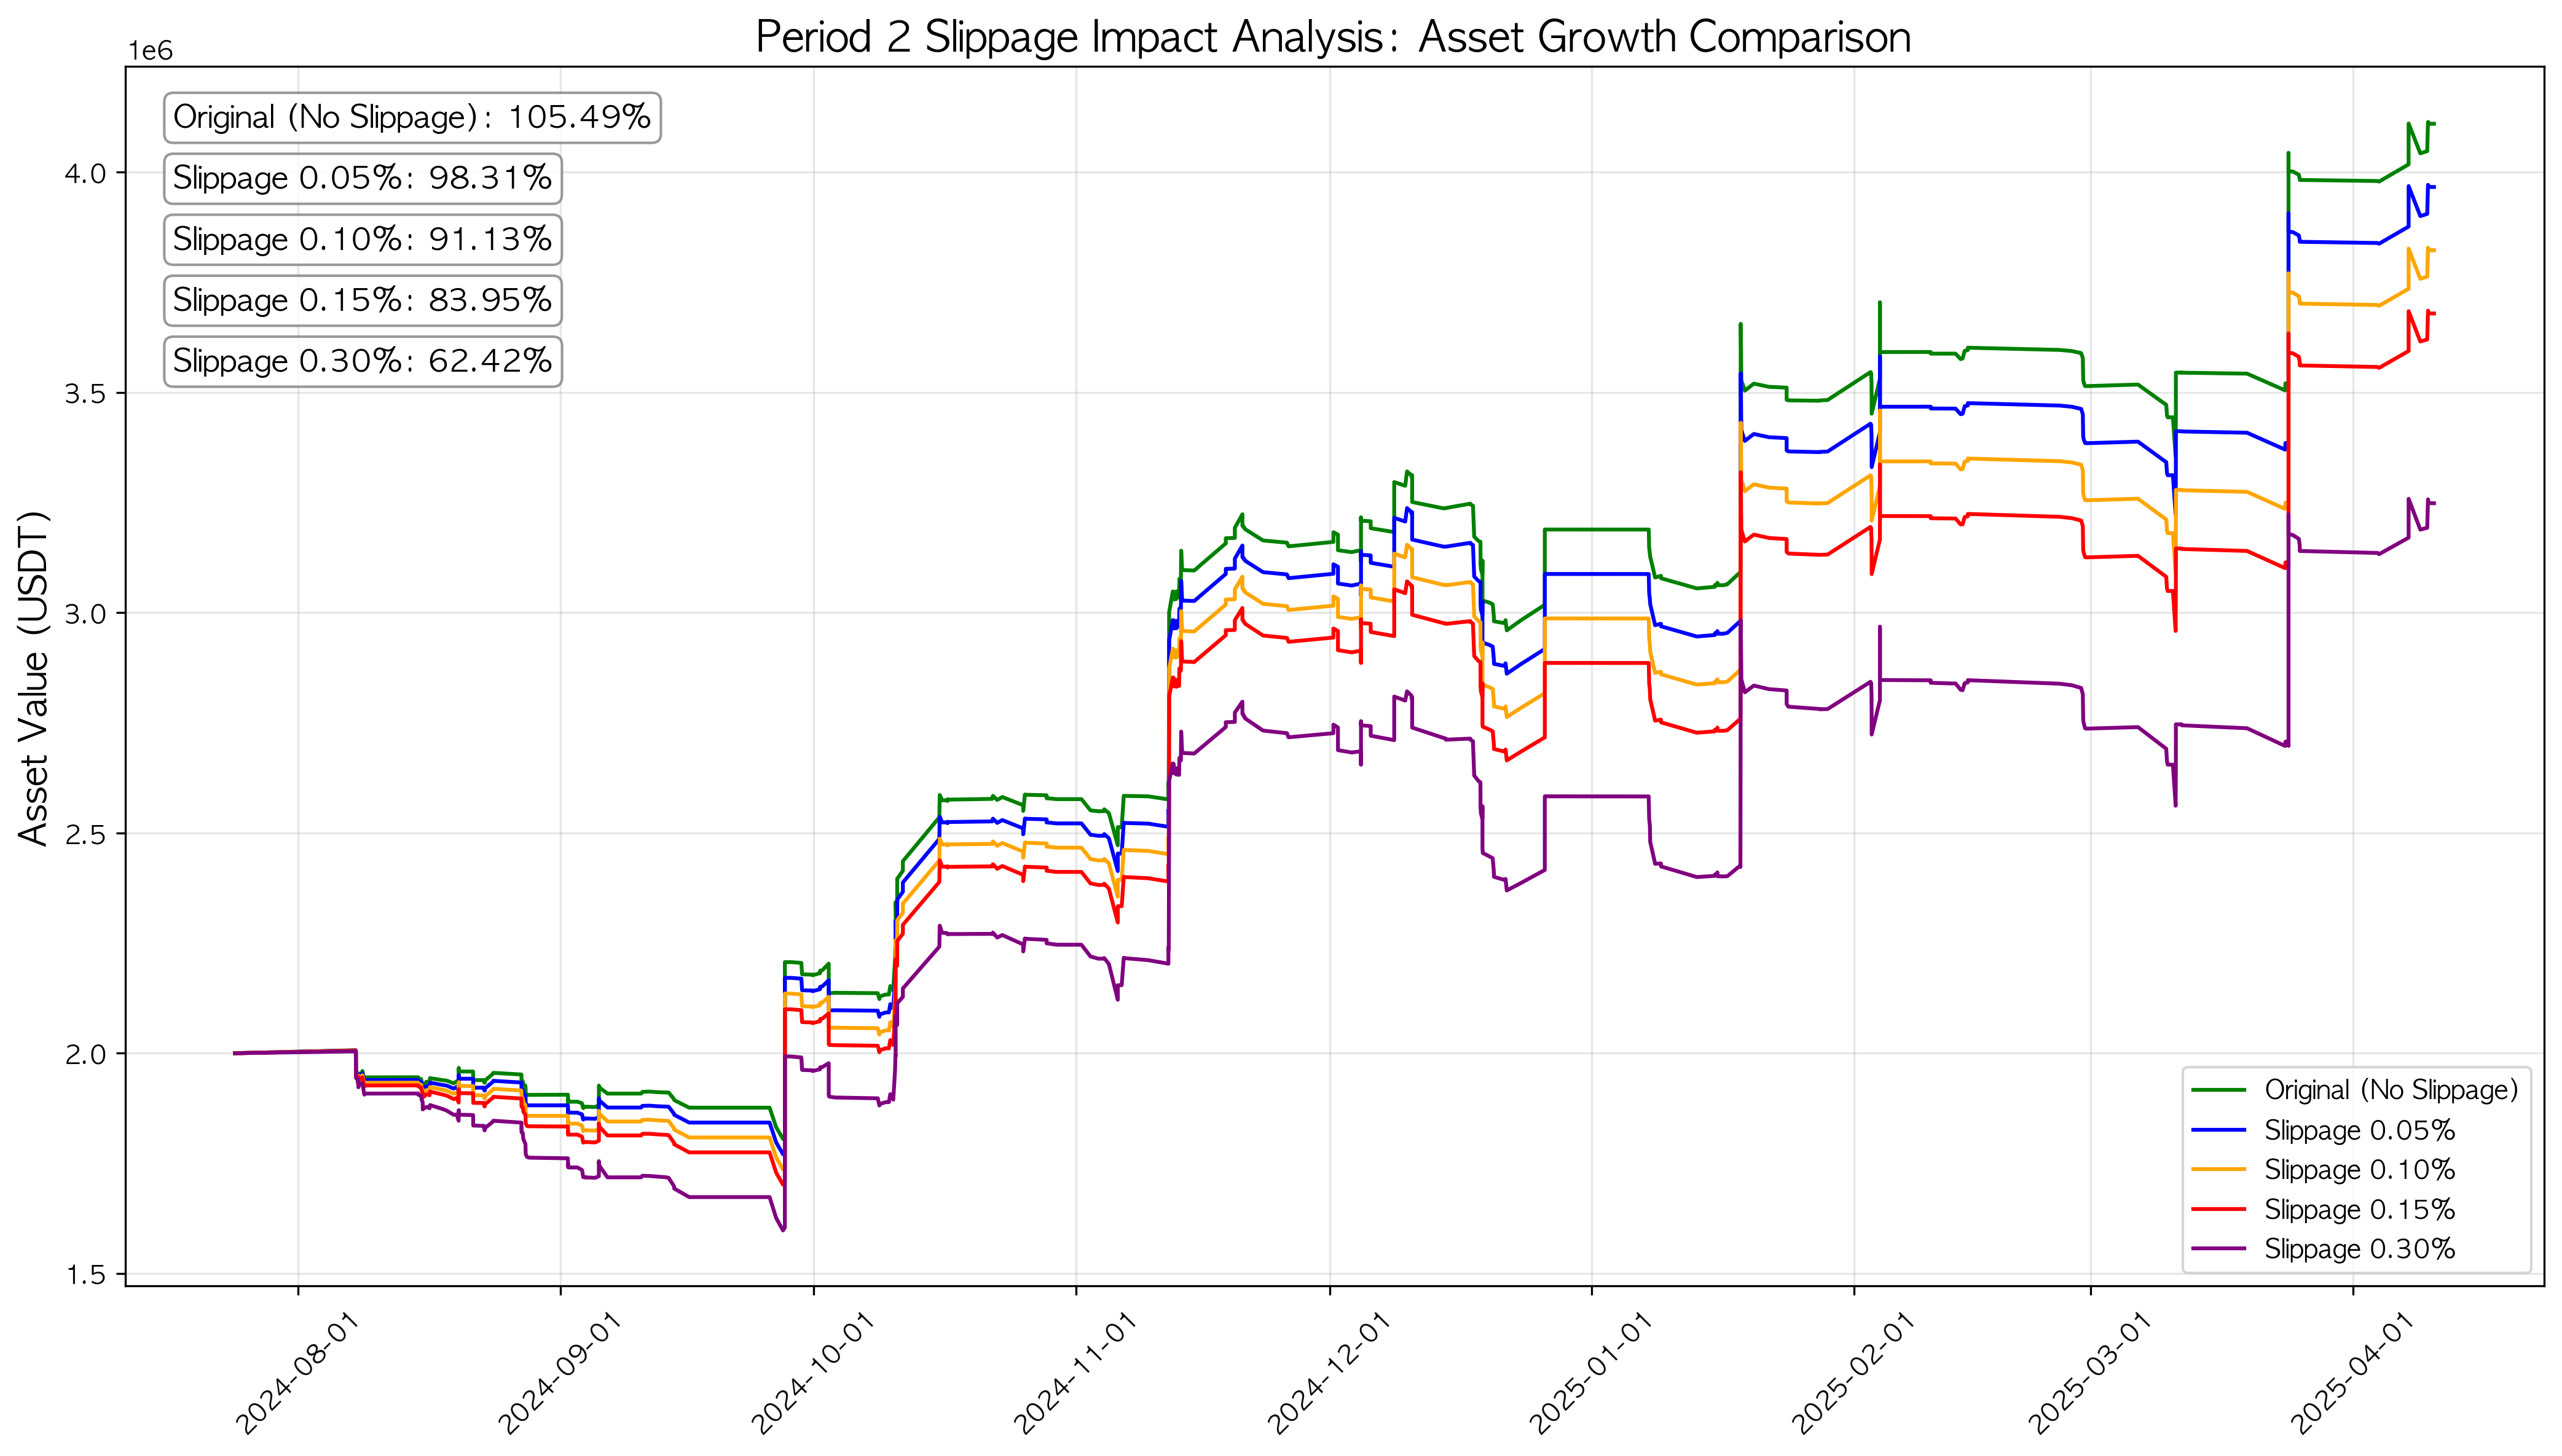 Period 2 Slippage Impact Analysis: Asset Growth Comparison
1e6
Original (No Slippage): 105.49%
Slippage 0.05%: 98.31%
Slippage 0.10%: 91.13%
Slippage 0.15%: 83.95%
Slippage 0.30%: 62.42%
Asset Value (USDT)
4.0
3.5
3.0
2.5
2.0
1.5
Original (No Slippage)
Slippage 0.05%
Slippage 0.10%
Slippage 0.15%
Slippage 0.30%
2024-08-01
2024-09-01
2024-10-01
2024-11-01
2024-12-01
2025-01-01
2025-02-01
2025-03-01
2025-04-01